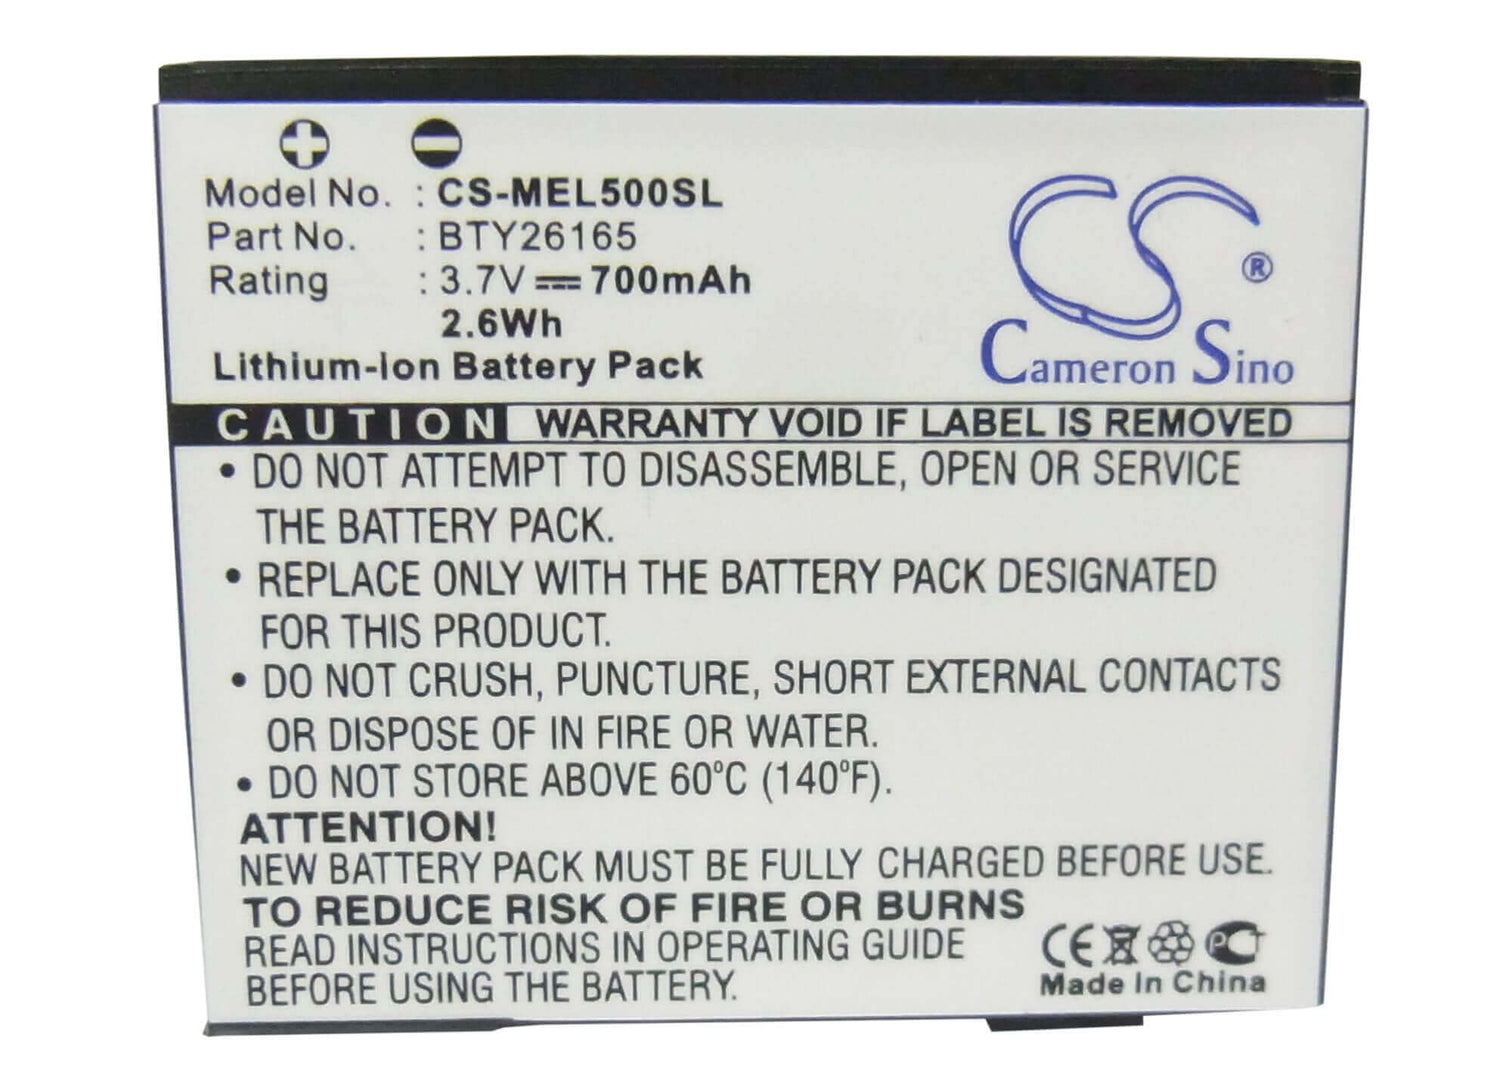 Model No. : CS-MEL500SL
Part No. : BTY26165
Rating : 3.7V 700mAh
2.6Wh
Lithium-Ion Battery Pack
CS ®
Cameron Sino
CAUTION WARRANTY VOID IF LABEL IS REMOVED
• DO NOT ATTEMPT TO DISASSEMBLE, OPEN OR SERVICE
THE BATTERY PACK.
• REPLACE ONLY WITH THE BATTERY PACK DESIGNATED
FOR THIS PRODUCT.
• DO NOT CRUSH, PUNCTURE, SHORT EXTERNAL CONTACTS
OR DISPOSE OF IN FIRE OR WATER.
• DO NOT STORE ABOVE 60°C (140°F).
ATTENTION!
NEW BATTERY PACK MUST BE FULLY CHARGED BEFORE USE.
TO REDUCE RISK OF FIRE OR BURNS
READ INSTRUCTIONS IN OPERATING GUIDE
BEFORE USING THE BATTERY.
CE
Made In China